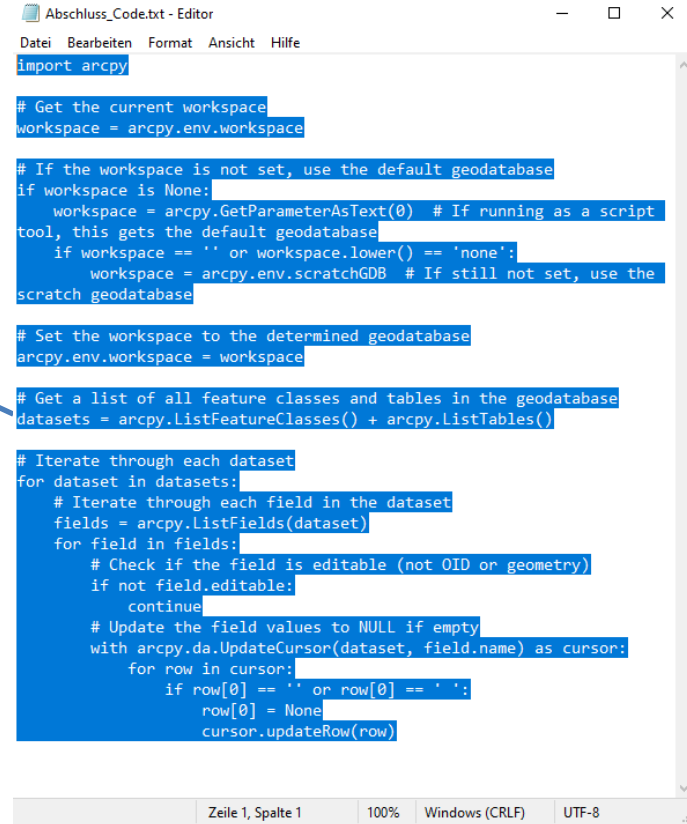 Abschluss_Code.txt - Editor
Datei Bearbeiten Format Ansicht Hilfe
import arcpy
# Get the current workspace
workspace = arcpy.env.workspace
# If the workspace is not set, use the default geodatabase
if workspace is None:
    workspace = arcpy.GetParameterAsText(0)  # If running as a script
tool, this gets the default geodatabase
    if workspace == '' or workspace.lower() == 'none':
        workspace = arcpy.env.scratchGDB  # If still not set, use the
scratch geodatabase
# Set the workspace to the determined geodatabase
arcpy.env.workspace = workspace
# Get a list of all feature classes and tables in the geodatabase
datasets = arcpy.ListFeatureClasses() + arcpy.ListTables()
# Iterate through each dataset
for dataset in datasets:
    # Iterate through each field in the dataset
    fields = arcpy.ListFields(dataset)
    for field in fields:
        # Check if the field is editable (not OID or geometry)
        if not field.editable:
            continue
        # Update the field values to NULL if empty
        with arcpy.da.UpdateCursor(dataset, field.name) as cursor:
            for row in cursor:
                if row[0] == '' or row[0] == ' ':
                    row[0] = None
                    cursor.updateRow(row)
Zeile 1, Spalte 1 100% Windows (CRLF) UTF-8